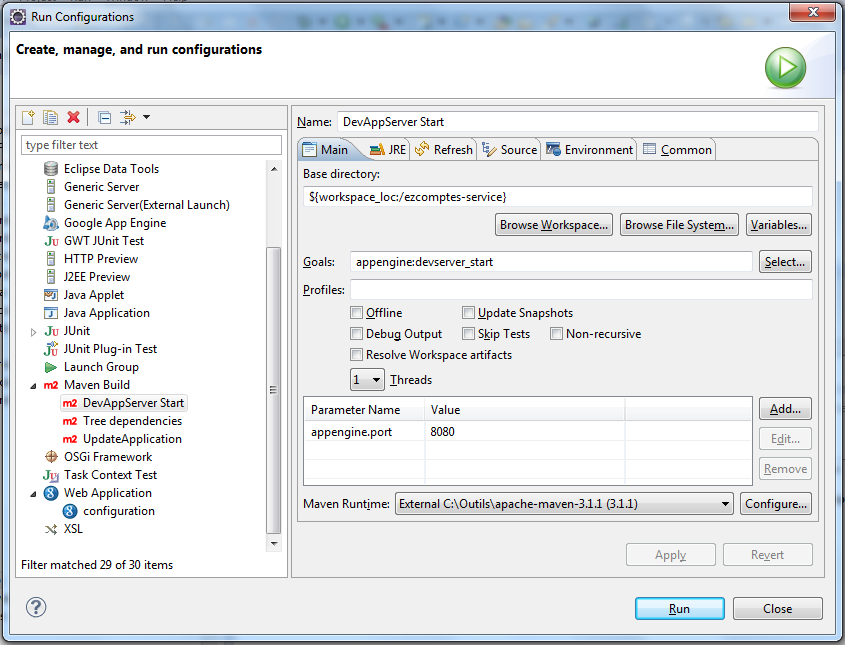 Run Configurations
Create, manage, and run configurations
type filter text
Eclipse Data Tools
Generic Server
Generic Server(External Launch)
Google App Engine
GWT JUnit Test
HTTP Preview
J2EE Preview
Java Applet
Java Application
JUnit
JUnit Plug-in Test
Launch Group
Maven Build
DevAppServer Start
Tree dependencies
UpdateApplication
OSGi Framework
Task Context Test
Web Application
configuration
XSL
Filter matched 29 of 30 items
Name: DevAppServer Start
Main JRE Refresh Source Environment Common
Base directory:
${workspace_loc:/ezcomptes-service}
Browse Workspace... Browse File System... Variables...
Goals: appengine:devserver_start Select...
Profiles:
Offline Update Snapshots
Debug Output Skip Tests Non-recursive
Resolve Workspace artifacts
1 Threads
Parameter Name Value Add...
appengine.port 8080
Edit...
Remove
Maven Runtime: External C:\Outils\apache-maven-3.1.1 (3.1.1) Configure...
Apply Revert
Run Close